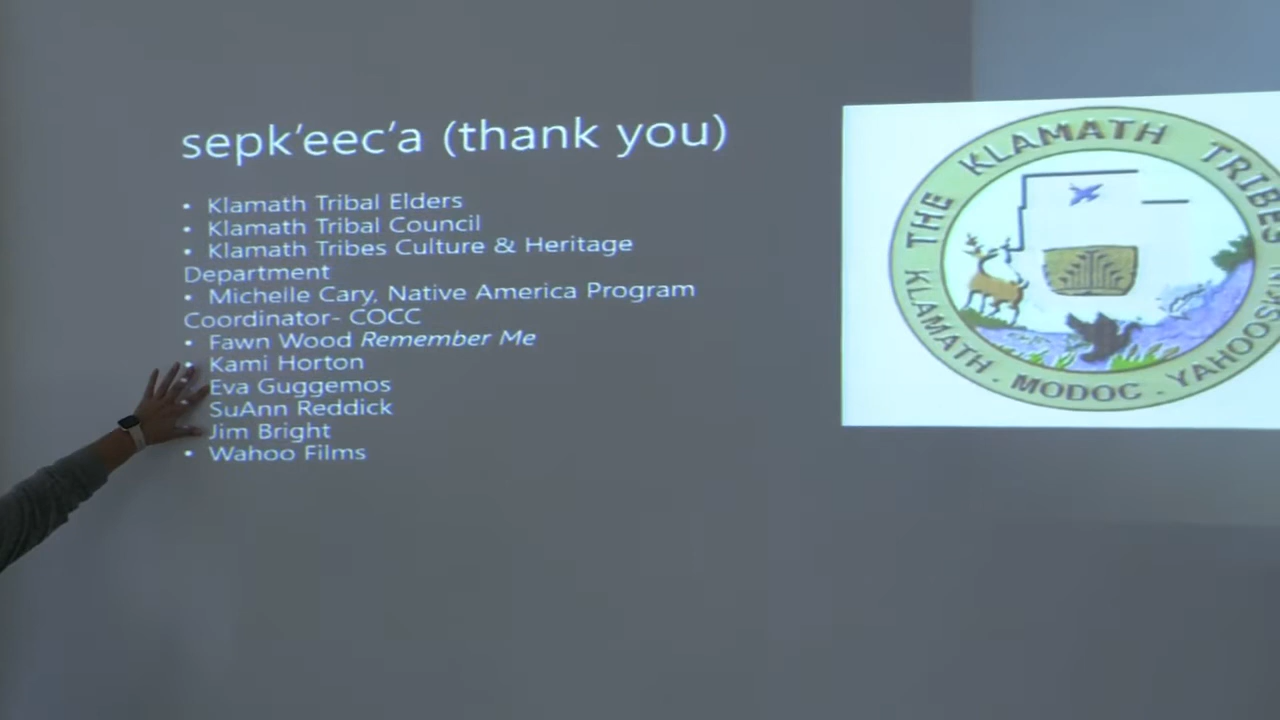 sepk'eec'a (thank you)
• Klamath Tribal Elders
• Klamath Tribal Council
• Klamath Tribes Culture & Heritage
Department
• Michelle Cary, Native America Program
Coordinator- COCC
• Fawn Wood Remember Me
• Kami Horton
Eva Guggemos
SuAnn Reddick
Jim Bright
• Wahoo Films
THE KLAMATH TRIBES
KLAMATH . MODOC .